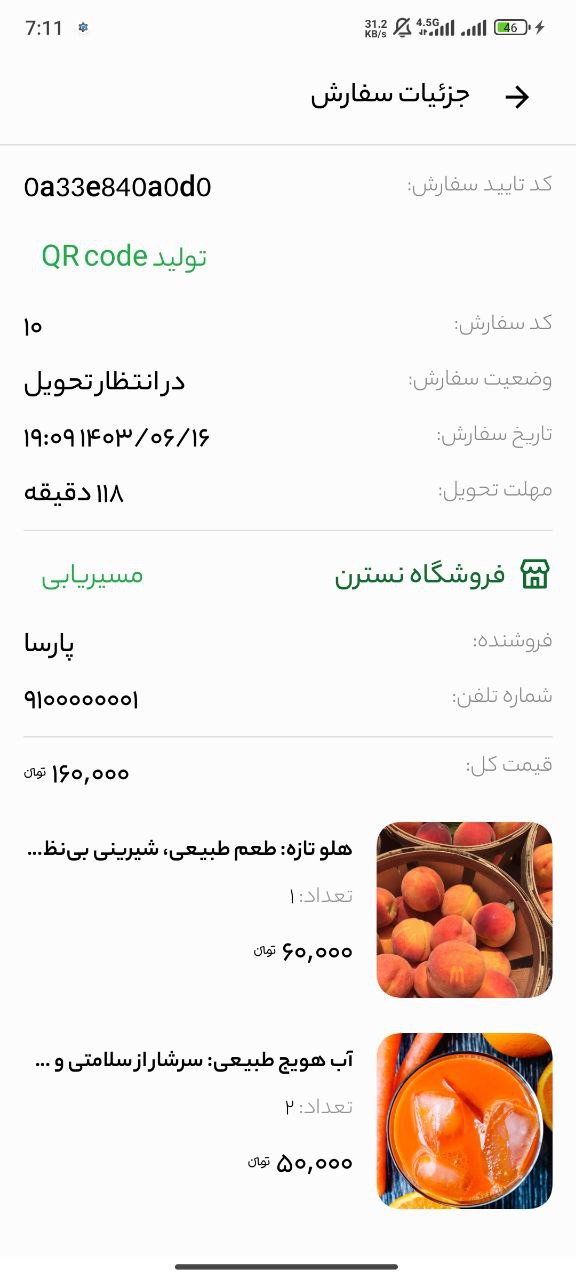 7:11
31.2 KB/s 4.5G 46
جزئیات سفارش
کد تایید سفارش: 0a33e840a0d0
تولید QR code
کد سفارش: ۱۰
وضعیت سفارش: در انتظار تحویل
تاریخ سفارش: ۱۴۰۳/۰۶/۱۶ ۱۹:۰۹
مهلت تحویل: ۱۱۸ دقیقه
فروشگاه نسترن مسیریابی
فروشنده: پارسا
شماره تلفن: ۹۱۰۰۰۰۰۰۰۱
قیمت کل: ۱۶۰,۰۰۰ تومان
هلو تازه: طعم طبیعی، شیرینی بی‌نظ...
تعداد: ۱
۶۰,۰۰۰ تومان
آب هویج طبیعی: سرشار از سلامتی و ...
تعداد: ۲
۵۰,۰۰۰ تومان